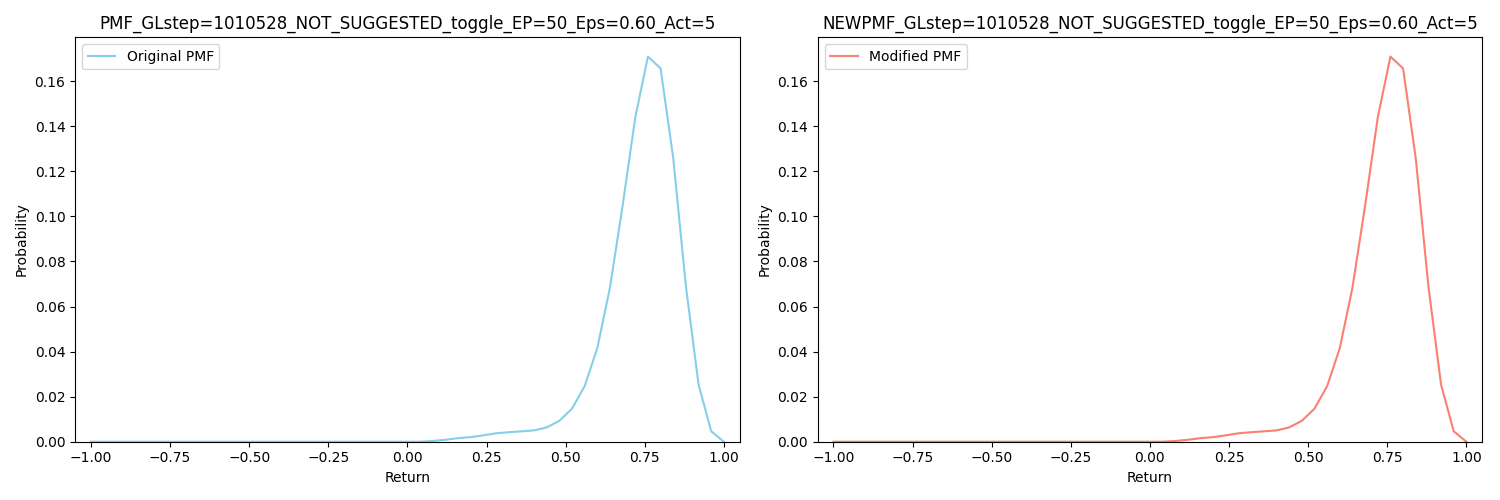 PMF_GLstep=1010528_NOT_SUGGESTED_toggle_EP=50_Eps=0.60_Act=5
Original PMF
Probability
0.16
0.14
0.12
0.10
0.08
0.06
0.04
0.02
0.00
−1.00 −0.75 −0.50 −0.25 0.00 0.25 0.50 0.75 1.00
Return
NEWPMF_GLstep=1010528_NOT_SUGGESTED_toggle_EP=50_Eps=0.60_Act=5
Modified PMF
Probability
0.16
0.14
0.12
0.10
0.08
0.06
0.04
0.02
0.00
−1.00 −0.75 −0.50 −0.25 0.00 0.25 0.50 0.75 1.00
Return